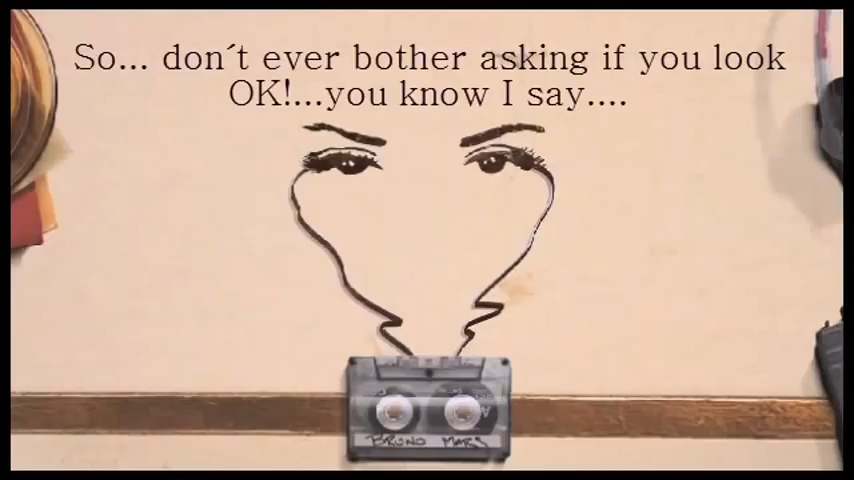 So... don´t ever bother asking if you look
OK!...you know I say....
BRUNO MARS